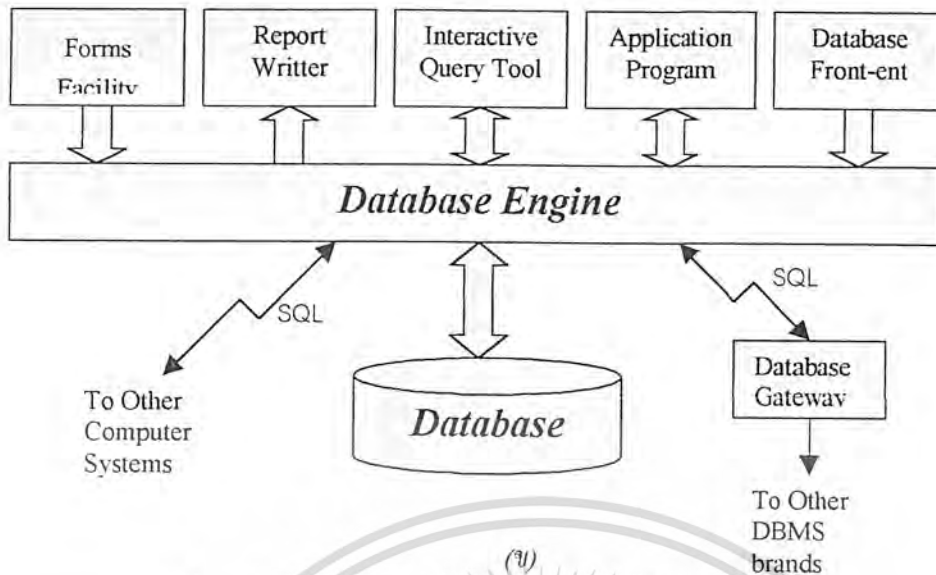 Forms
Facility
Report
Writter
Interactive
Query Tool
Application
Program
Database
Front-ent
Database Engine
SQL
SQL
To Other
Computer
Systems
Database
Database
Gateway
To Other
DBMS
brands
(ข)